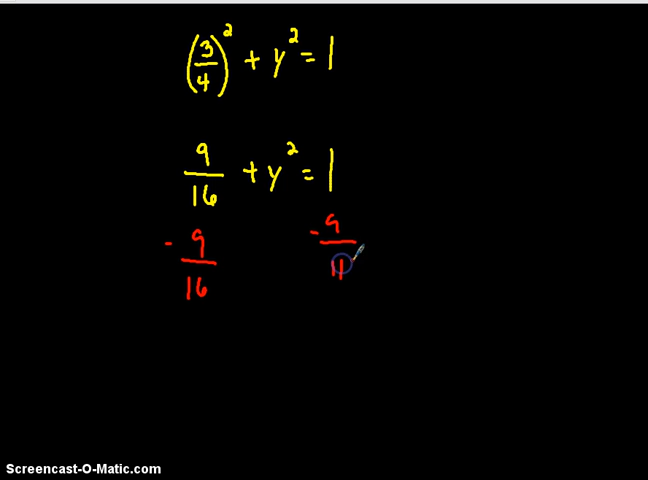 (3/4)² + y² = 1
9/16 + y² = 1
- 9/16 - 9/
Screencast-O-Matic.com